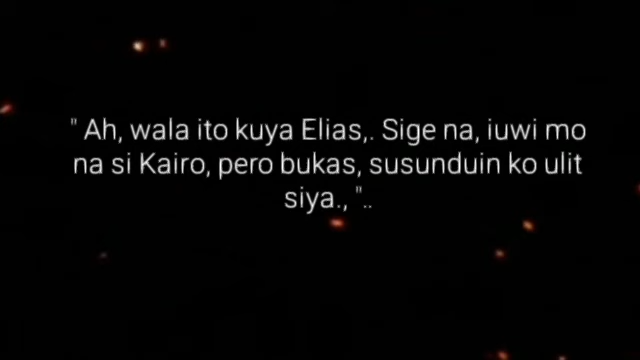 " Ah, wala ito kuya Elias,. Sige na, iuwi mo
na si Kairo, pero bukas, susunduin ko ulit
siya., "..